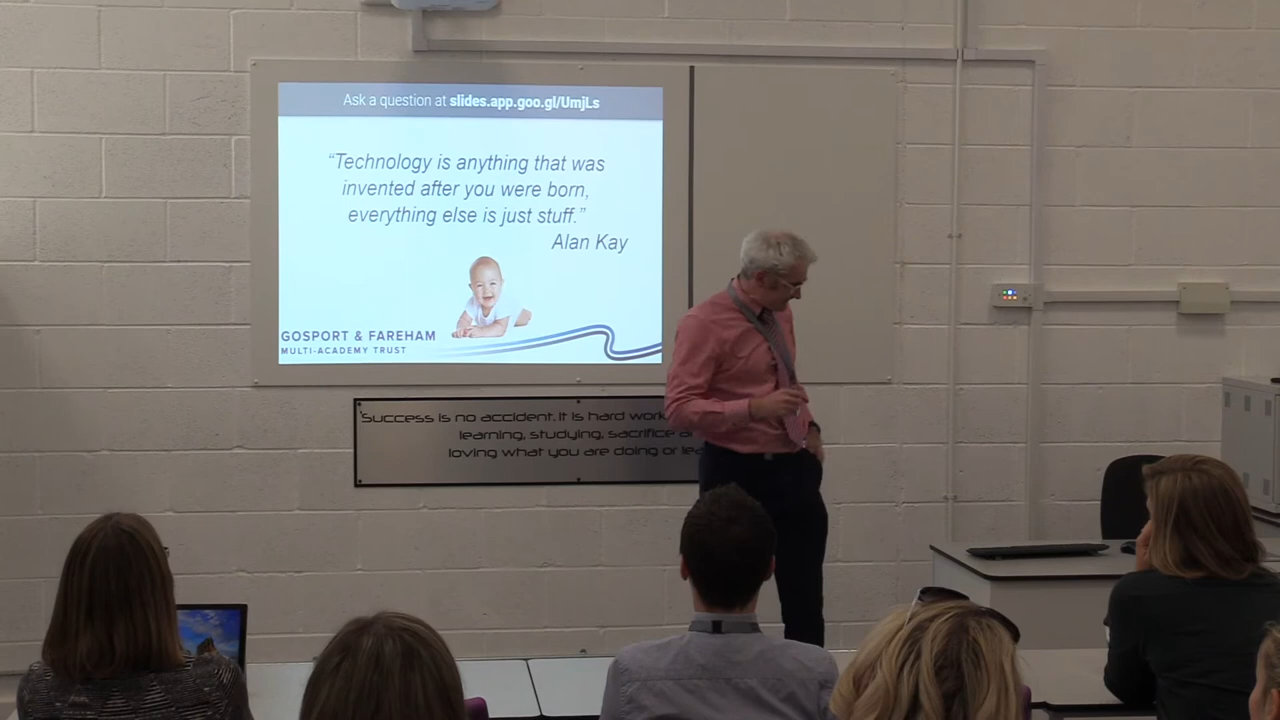 Ask a question at slides.app.goo.gl/UmjLs
“Technology is anything that was
invented after you were born,
everything else is just stuff.”
Alan Kay
GOSPORT & FAREHAM
MULTI-ACADEMY TRUST
'Success is no accident. It is hard work
learning, studying, sacrifice
loving what you are doing or